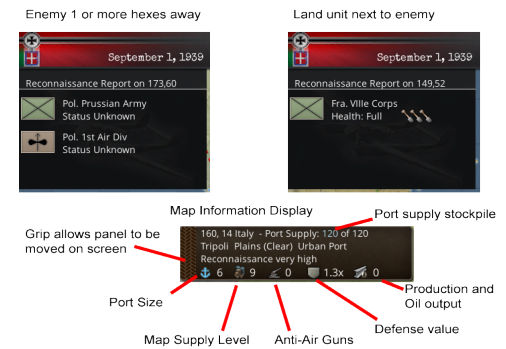 Enemy 1 or more hexes away
Land unit next to enemy
September 1, 1939
Reconnaissance Report on 173,60
Pol. Prussian Army
Status Unknown
Pol. 1st Air Div
Status Unknown
September 1, 1939
Reconnaissance Report on 149,52
Fra. VIIIe Corps
Health: Full
Map Information Display
Port supply stockpile
Grip allows panel to be
moved on screen
160, 14 Italy - Port Supply: 120 of 120
Tripoli Plains (Clear) Urban Port
Reconnaissance very high
6 9 0 1.3x 0
Port Size
Production and
Oil output
Map Supply Level
Anti-Air Guns
Defense value